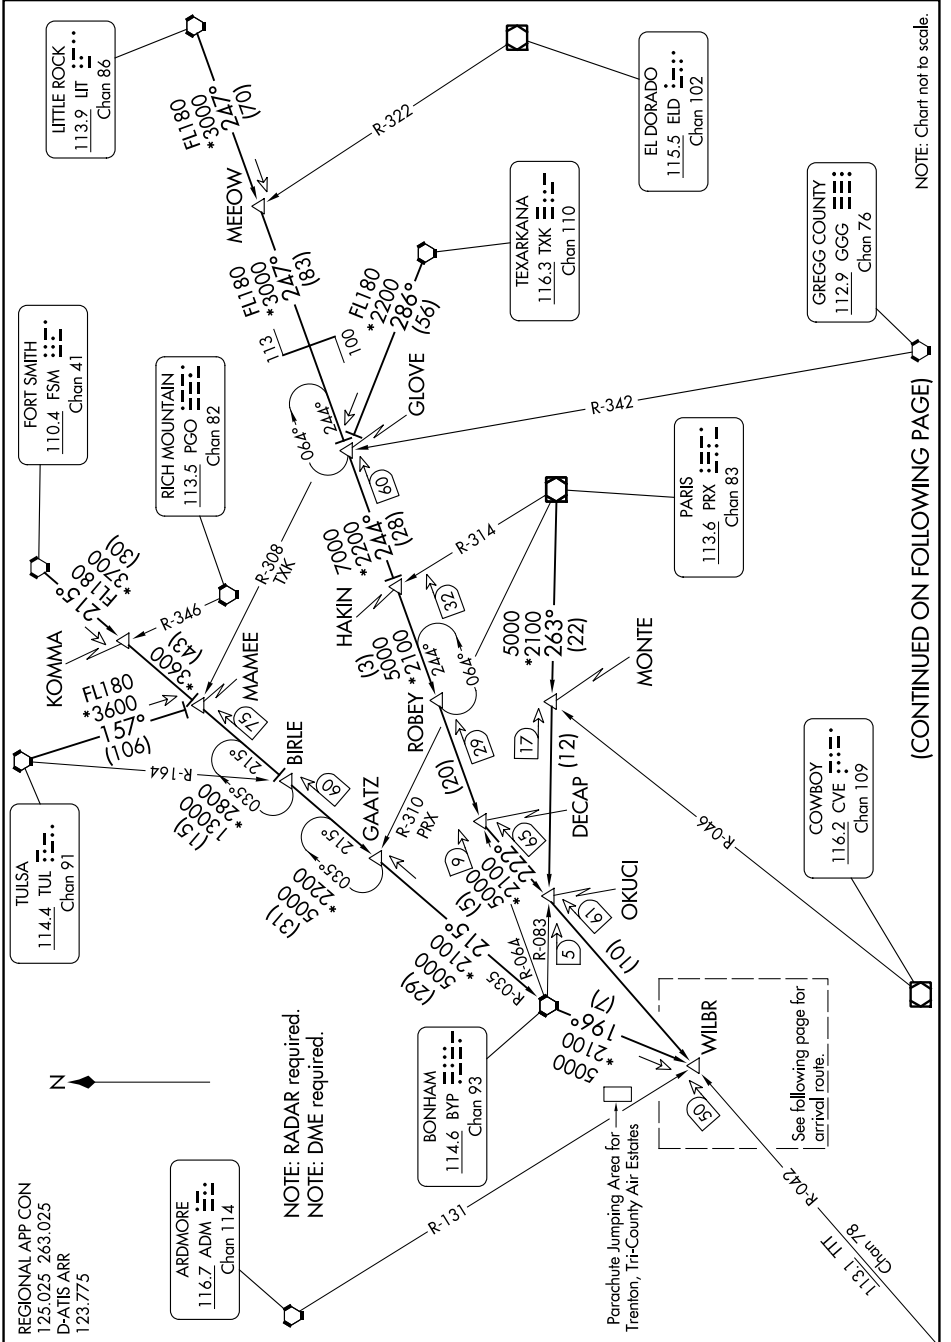 REGIONAL APP CON
125.025 263.025
D-ATIS ARR
123.775
N
NOTE: RADAR required.
NOTE: DME required.
TULSA
114.4 TUL
Chan 91
FORT SMITH
110.4 FSM
Chan 41
LITTLE ROCK
113.9 LIT
Chan 86
RICH MOUNTAIN
113.5 PGO
Chan 82
EL DORADO
115.5 ELD
Chan 102
TEXARKANA
116.3 TXK
Chan 110
GREGG COUNTY
112.9 GGG
Chan 76
PARIS
113.6 PRX
Chan 83
COWBOY
116.2 CVE
Chan 109
BONHAM
114.6 BYP
Chan 93
ARDMORE
116.7 ADM
Chan 114
FL180
*3000
247°
(70)
MEEOW
R-322
FL180
*3000
247°
(83)
113
100
FL180
*2200
286°
(56)
GLOVE
064°
244°
60
R-342
R-308
TXK
7000
*2200
244°
(28)
HAKIN
R-314
32
(3)
5000
*2100
ROBEY
244°
064°
29
(20)
DECAP
9
65
5000
*2100
263°
(22)
MONTE
17
(12)
R-046
215°
FL180
*3700
(30)
KOMMA
R-346
*3600
(43)
FL180
*3600
157°
(106)
MAMEE
75
R-164
(15)
13000
*2800
215°
035°
BIRLE
60
(31)
5000
*2200
215°
035°
GAATZ
R-310
PRX
(29)
5000
*2100
215°
R-035
(5)
5000
*2100
222°
R-064
R-083
5
OKUCI
61
(10)
5000
*2100
196°
(7)
WILBR
50
R-131
R-042
113.1 TTT
Chan 78
Parachute Jumping Area for
Trenton, Tri-County Air Estates
See following page for
arrival route.
(CONTINUED ON FOLLOWING PAGE)
NOTE: Chart not to scale.